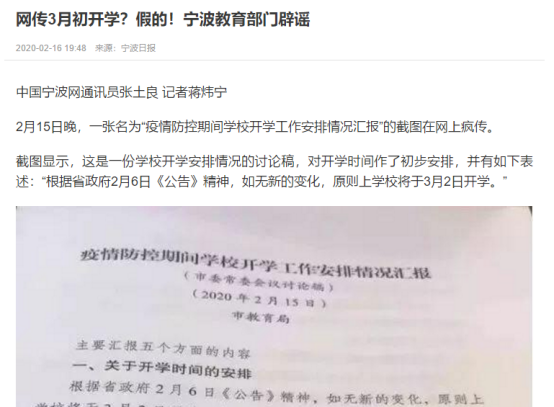 网传3月初开学？假的！宁波教育部门辟谣
2020-02-16 19:48 来源：宁波日报
中国宁波网通讯员张土良 记者蒋炜宁
2月15日晚，一张名为“疫情防控期间学校开学工作安排情况汇报”的截图在网上疯传。
截图显示，这是一份学校开学安排情况的讨论稿，对开学时间作了初步安排，并有如下表
述：“根据省政府2月6日《公告》精神，如无新的变化，原则上学校将于3月2日开学。”
疫情防控期间学校开学工作安排情况汇报
（市委常委会议讨论稿）
（2020年2月15日）
市教育局
主要汇报五个方面的内容
一、关于开学时间的安排
根据省政府2月6日《公告》精神，如无新的变化，原则上